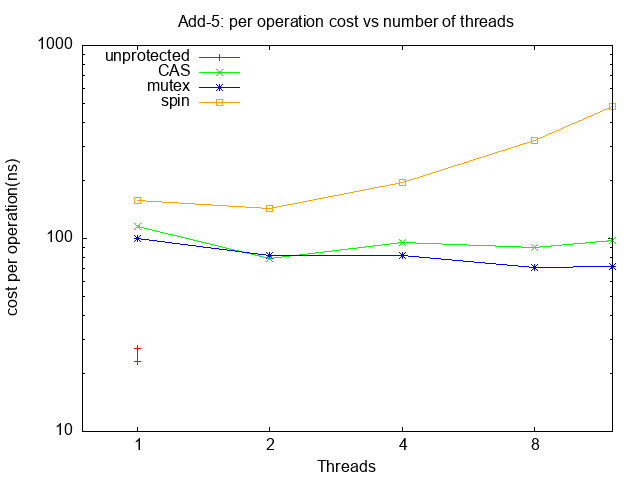 Add-5: per operation cost vs number of threads
1000
unprotected
CAS
mutex
spin
cost per operation(ns)
100
10
1 2 4 8
Threads